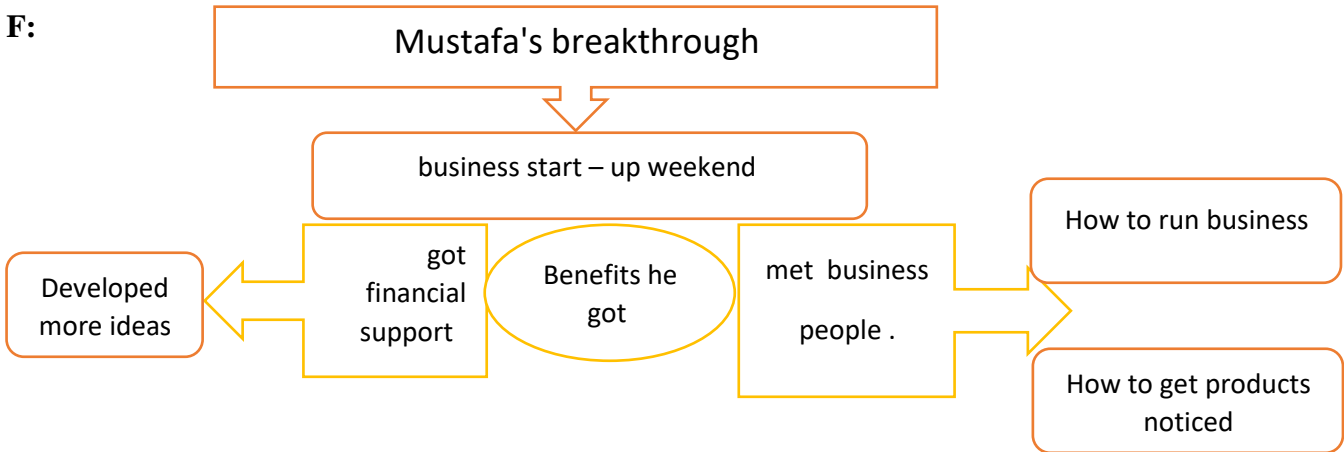 F:
Mustafa's breakthrough
business start – up weekend
Developed
more ideas
got
financial
support
Benefits he
got
met business
people .
How to run business
How to get products
noticed